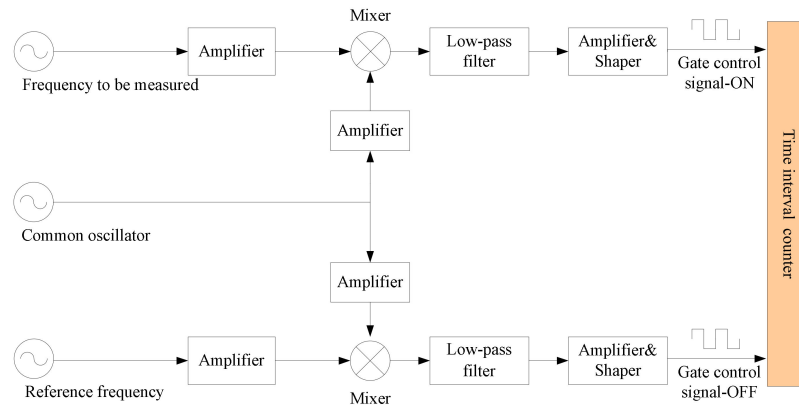 Mixer
Amplifier
Low-pass
filter
Amplifier&
Shaper
Frequency to be measured
Gate control
signal-ON
Amplifier
Common oscillator
Time interval counter
Amplifier
Amplifier
Low-pass
filter
Amplifier&
Shaper
Reference frequency
Mixer
Gate control
signal-OFF